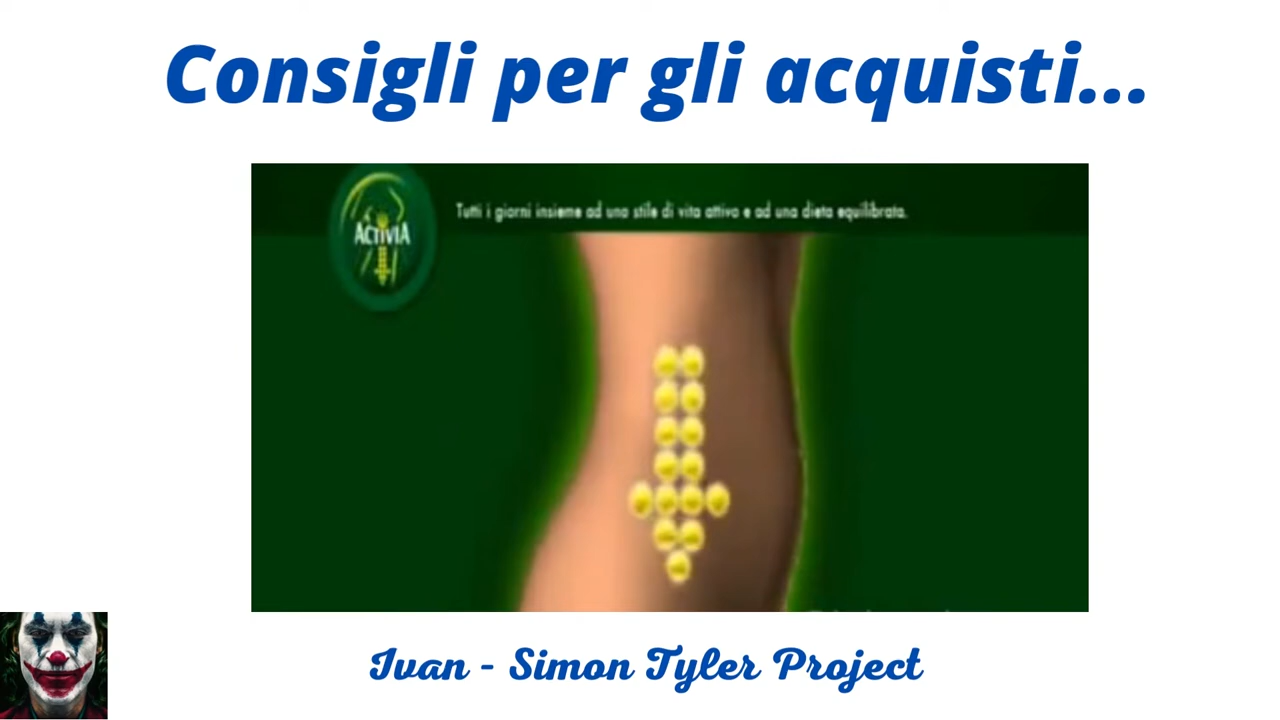 Consigli per gli acquisti...
Tutti i giorni insieme ad uno stile di vita attivo e ad una dieta equilibrata.
ACTIVIA
Ivan - Simon Tyler Project